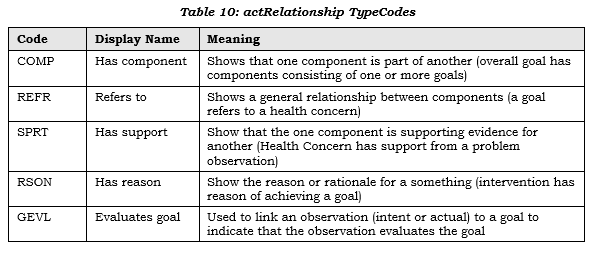 Table 10: actRelationship TypeCodes
Code Display Name Meaning
COMP Has component Shows that one component is part of another (overall goal has
components consisting of one or more goals)
REFR Refers to Shows a general relationship between components (a goal
refers to a health concern)
SPRT Has support Show that the one component is supporting evidence for
another (Health Concern has support from a problem
observation)
RSON Has reason Show the reason or rationale for a something (intervention has
reason of achieving a goal)
GEVL Evaluates goal Used to link an observation (intent or actual) to a goal to
indicate that the observation evaluates the goal